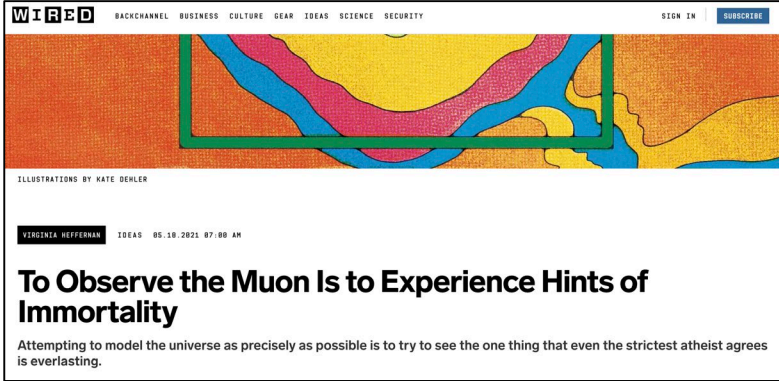 WIRED BACKCHANNEL BUSINESS CULTURE GEAR IDEAS SCIENCE SECURITY SIGN IN SUBSCRIBE
ILLUSTRATIONS BY KATE DEHLER
VIRGINIA HEFFERNAN IDEAS 05.18.2021 07:00 AM
To Observe the Muon Is to Experience Hints of
Immortality
Attempting to model the universe as precisely as possible is to try to see the one thing that even the strictest atheist agrees
is everlasting.